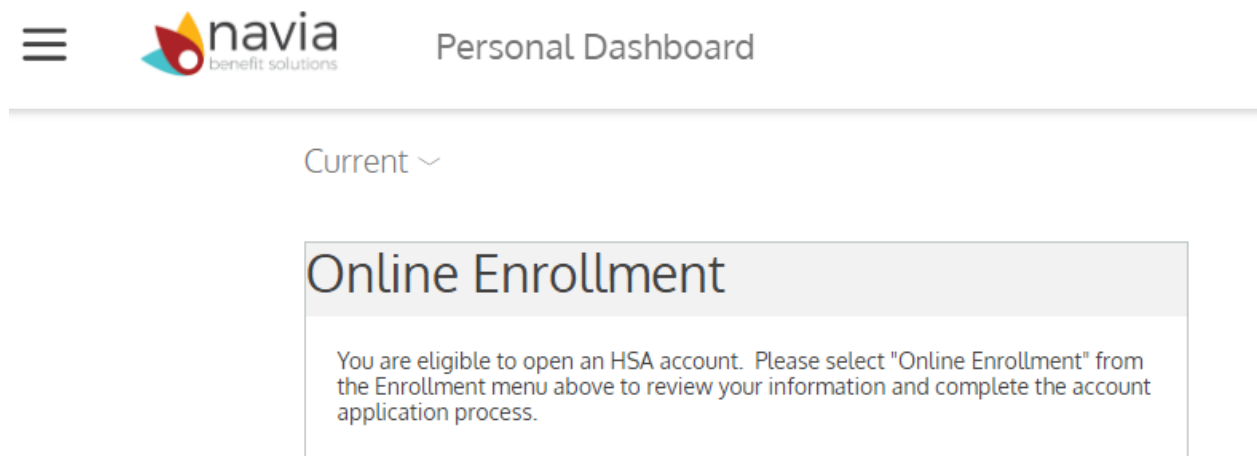 navia
benefit solutions
Personal Dashboard
Current
Online Enrollment
You are eligible to open an HSA account.  Please select "Online Enrollment" from
the Enrollment menu above to review your information and complete the account
application process.